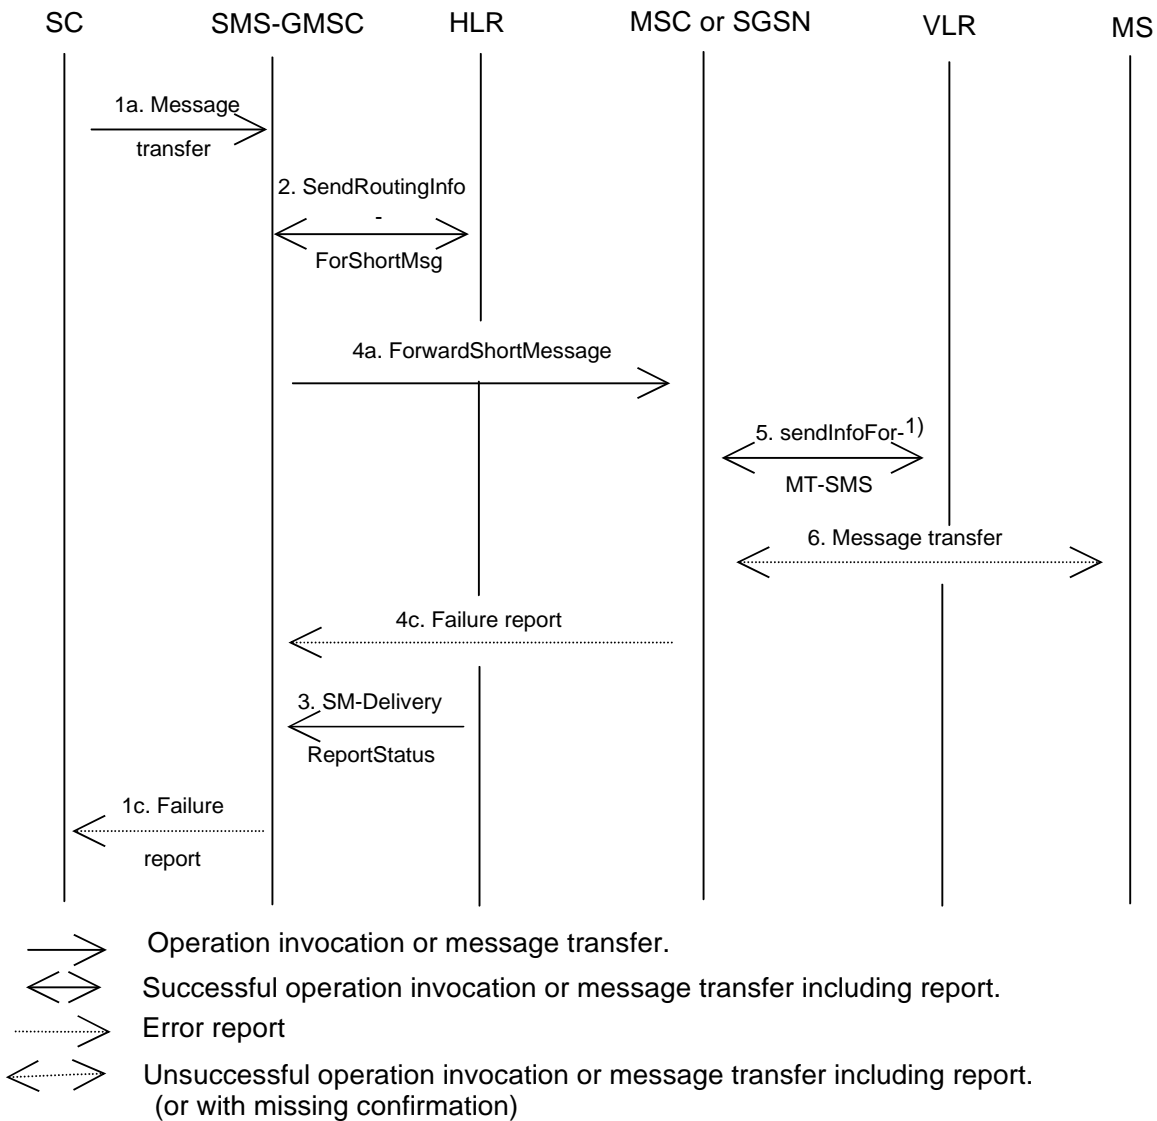 SC SMS-GMSC HLR MSC or SGSN VLR MS
1a. Message
transfer
2. SendRoutingInfo
-
ForShortMsg
4a. ForwardShortMessage
5. sendInfoFor-1)
MT-SMS
6. Message transfer
4c. Failure report
3. SM-Delivery
ReportStatus
1c. Failure
report
Operation invocation or message transfer.
Successful operation invocation or message transfer including report.
Error report
Unsuccessful operation invocation or message transfer including report.
(or with missing confirmation)